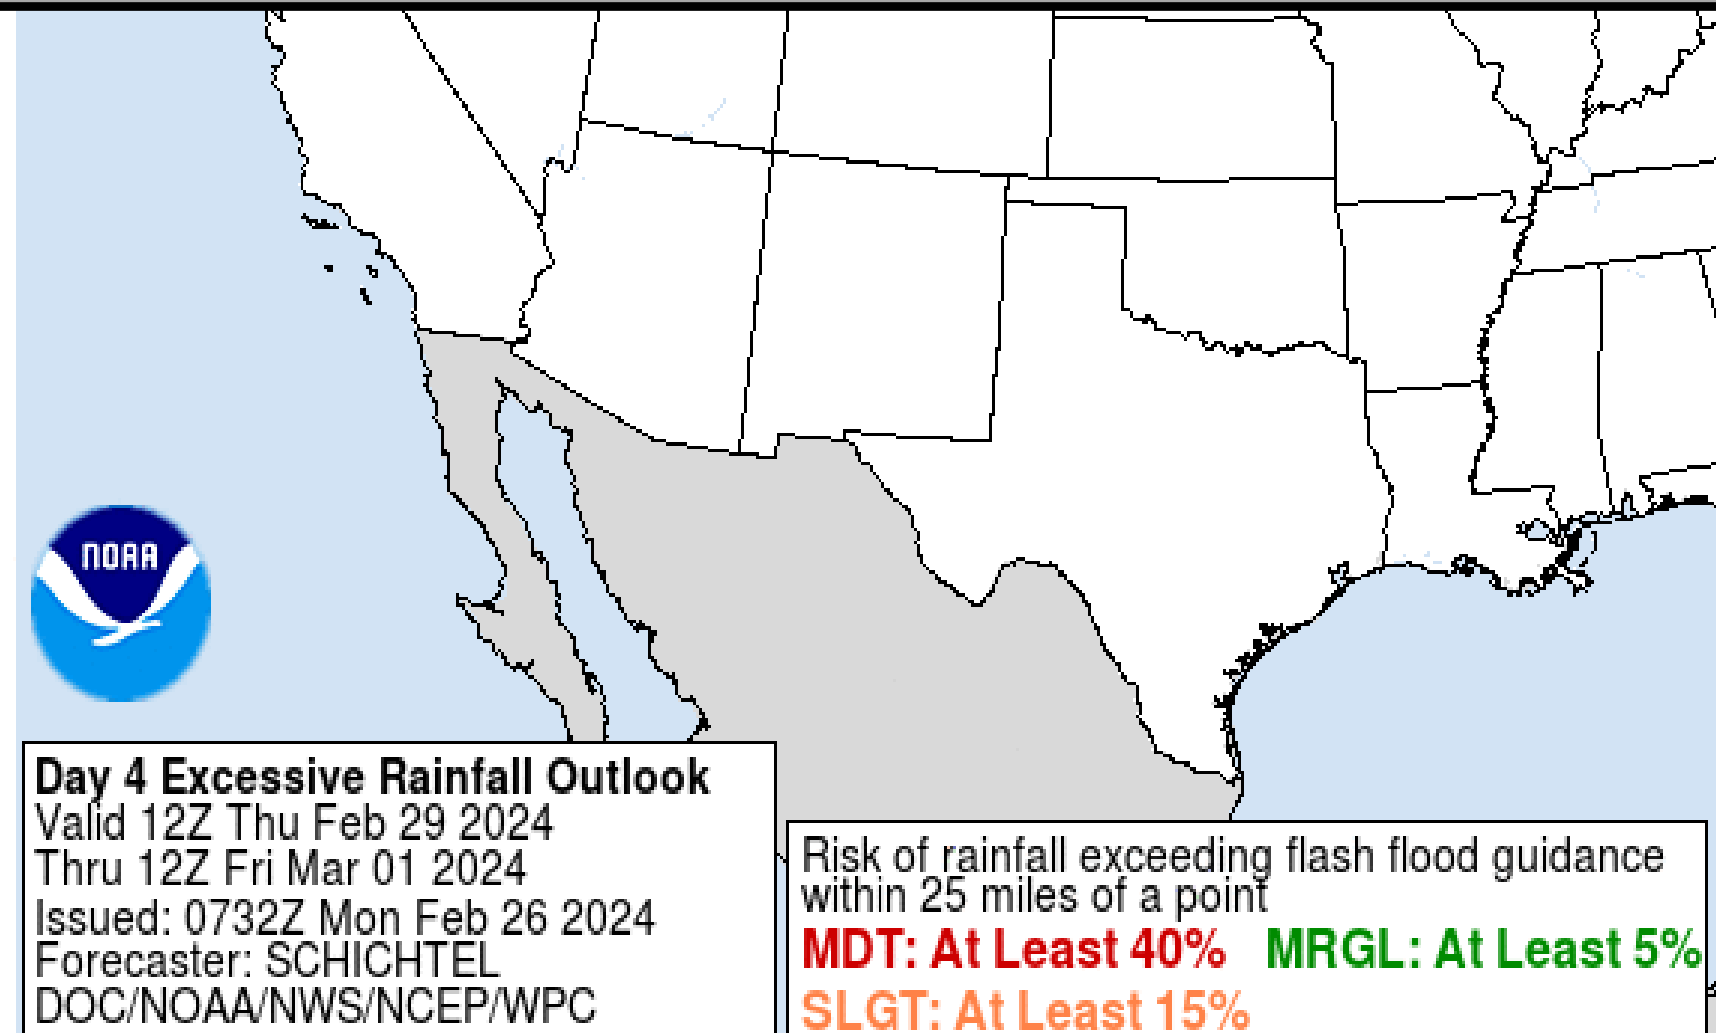 NOAA
Day 4 Excessive Rainfall Outlook
Valid 12Z Thu Feb 29 2024
Thru 12Z Fri Mar 01 2024
Issued: 0732Z Mon Feb 26 2024
Forecaster: SCHICHTEL
DOC/NOAA/NWS/NCEP/WPC
Risk of rainfall exceeding flash flood guidance
within 25 miles of a point
MDT: At Least 40% MRGL: At Least 5%
SLGT: At Least 15%